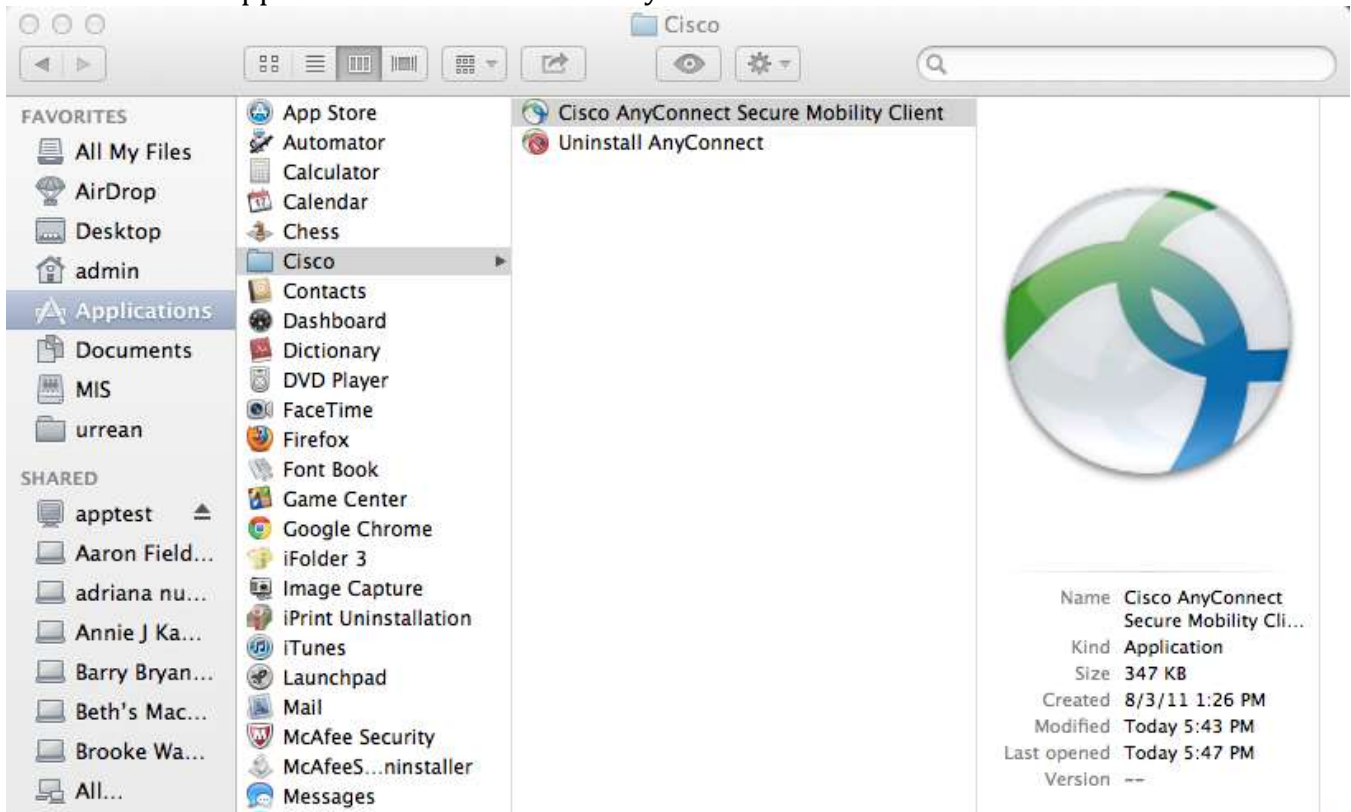 Cisco
FAVORITES
All My Files
AirDrop
Desktop
admin
Applications
Documents
MIS
urrean
SHARED
apptest
Aaron Field...
adriana nu...
Annie J Ka...
Barry Bryan...
Beth's Mac...
Brooke Wa...
All...
App Store
Automator
Calculator
Calendar
Chess
Cisco
Contacts
Dashboard
Dictionary
DVD Player
FaceTime
Firefox
Font Book
Game Center
Google Chrome
iFolder 3
Image Capture
iPrint Uninstallation
iTunes
Launchpad
Mail
McAfee Security
McAfeeS...ninstaller
Messages
Cisco AnyConnect Secure Mobility Client
Uninstall AnyConnect
Name Cisco AnyConnect
Secure Mobility Cli...
Kind Application
Size 347 KB
Created 8/3/11 1:26 PM
Modified Today 5:43 PM
Last opened Today 5:47 PM
Version --